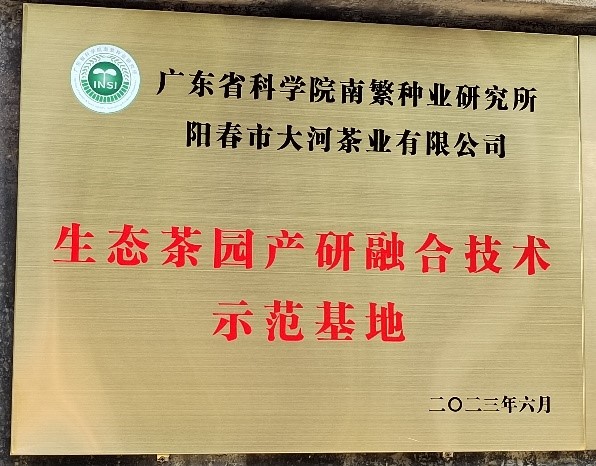 INSI
广东省科学院南繁种业研究所
阳春市大河茶业有限公司
生态茶园产研融合技术
示范基地
二〇二三年六月